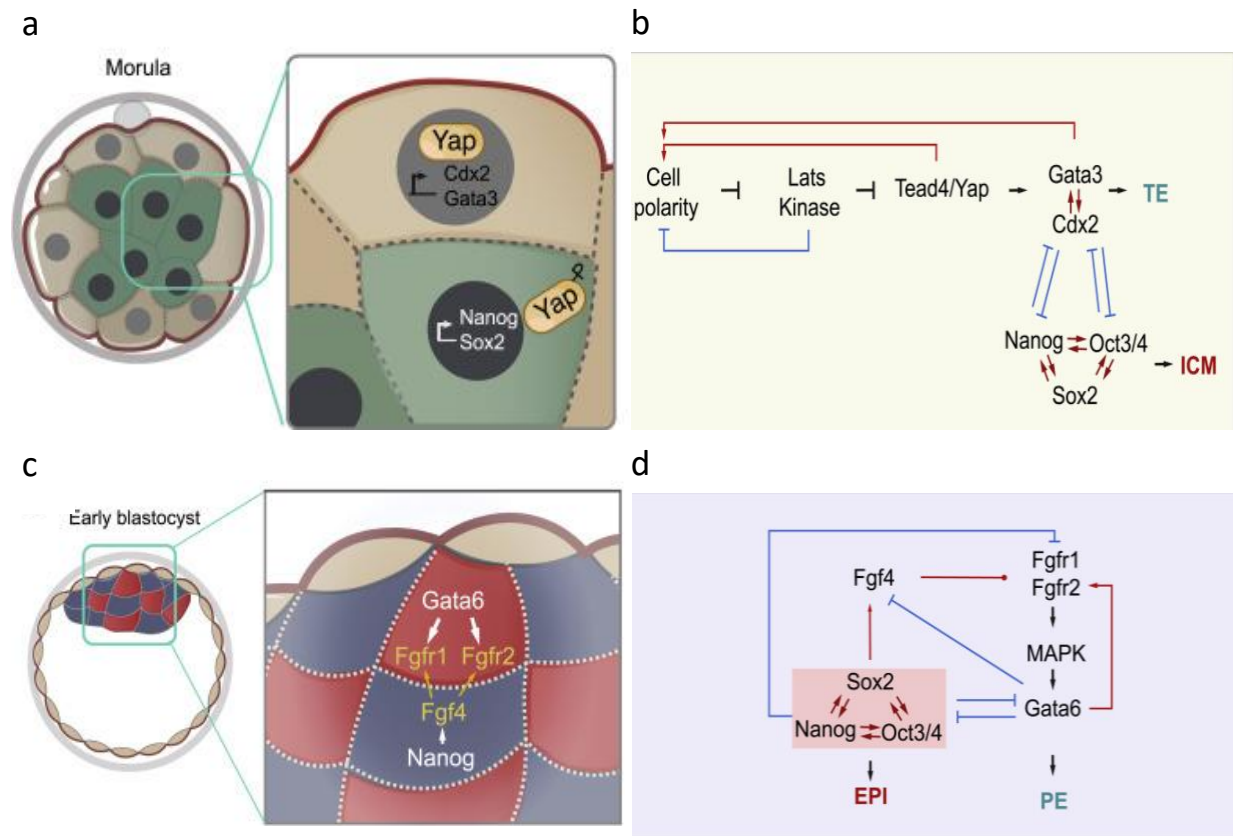 a
Morula
Yap
Cdx2
Gata3
Yap
Nanog
Sox2
b
Cell
polarity
Lats
Kinase
Tead4/Yap
Gata3
Cdx2
TE
Nanog
Oct3/4
Sox2
ICM
c
Early blastocyst
Gata6
Fgfr1 Fgfr2
Fgf4
Nanog
d
Fgf4
Fgfr1
Fgfr2
MAPK
Gata6
Sox2
Nanog
Oct3/4
EPI
PE